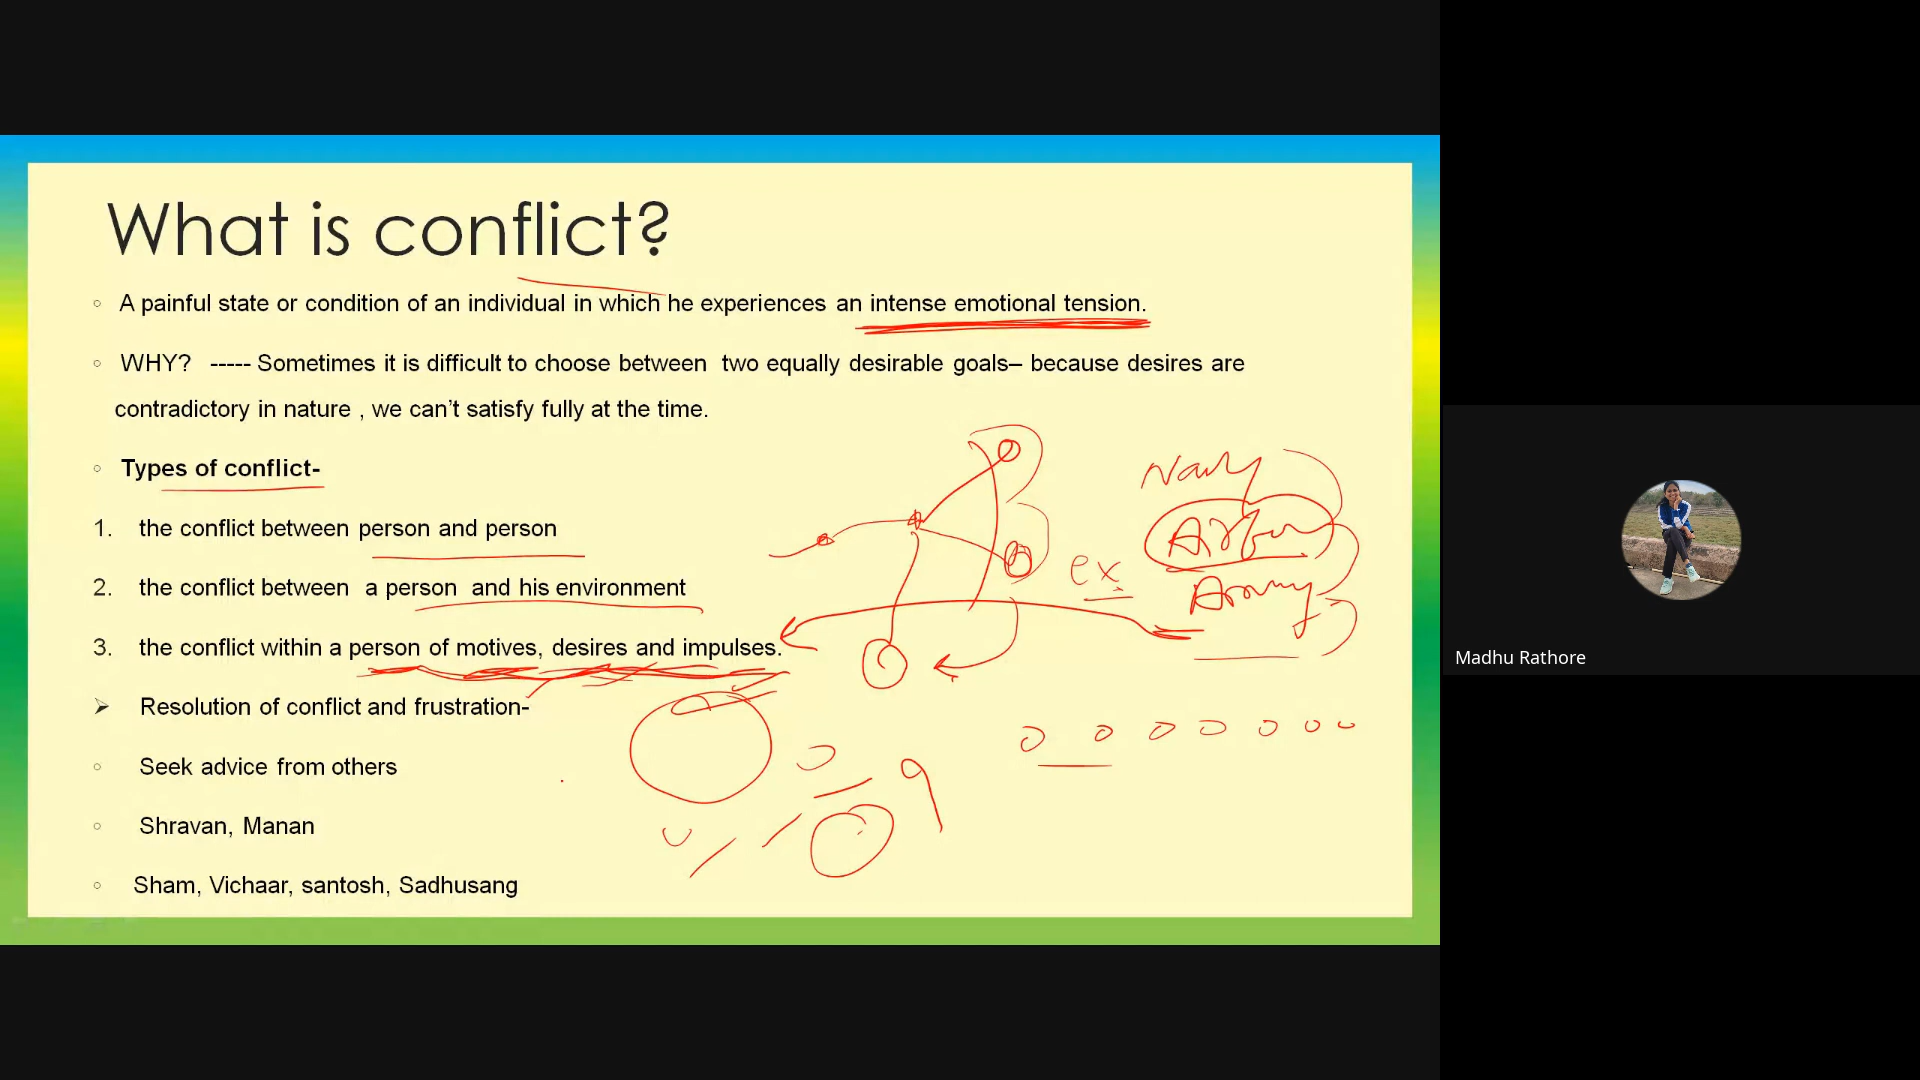 What is conflict?
A painful state or condition of an individual in which he experiences an intense emotional tension.
WHY? ----- Sometimes it is difficult to choose between two equally desirable goals– because desires are
contradictory in nature , we can’t satisfy fully at the time.
Types of conflict-
1. the conflict between person and person
2. the conflict between a person and his environment
3. the conflict within a person of motives, desires and impulses.
Resolution of conflict and frustration-
Seek advice from others
Shravan, Manan
Sham, Vichaar, santosh, Sadhusang
Navy
ex
Army
Madhu Rathore